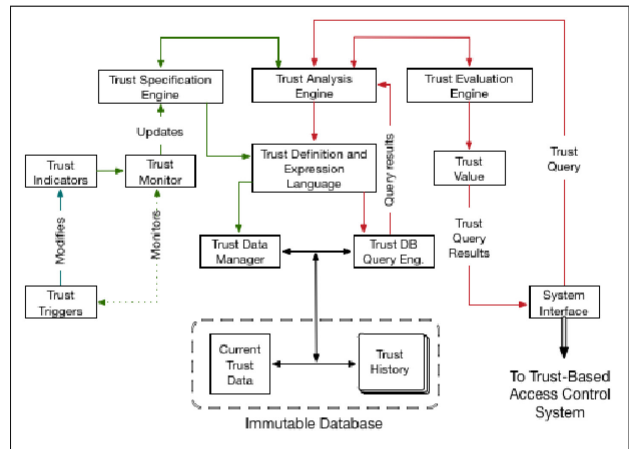 Trust Specification
Engine
Trust Analysis
Engine
Trust Evaluation
Engine
Updates
Trust
Indicators
Trust
Monitor
Trust Definition and
Expression
Language
Query results
Trust
Value
Trust
Query
Modifies
Monitors
Trust Data
Manager
Trust DB
Query Eng.
Trust
Query
Results
Trust
Triggers
System
Interface
Current
Trust
Data
Trust
History
Immutable Database
To Trust-Based
Access Control
System